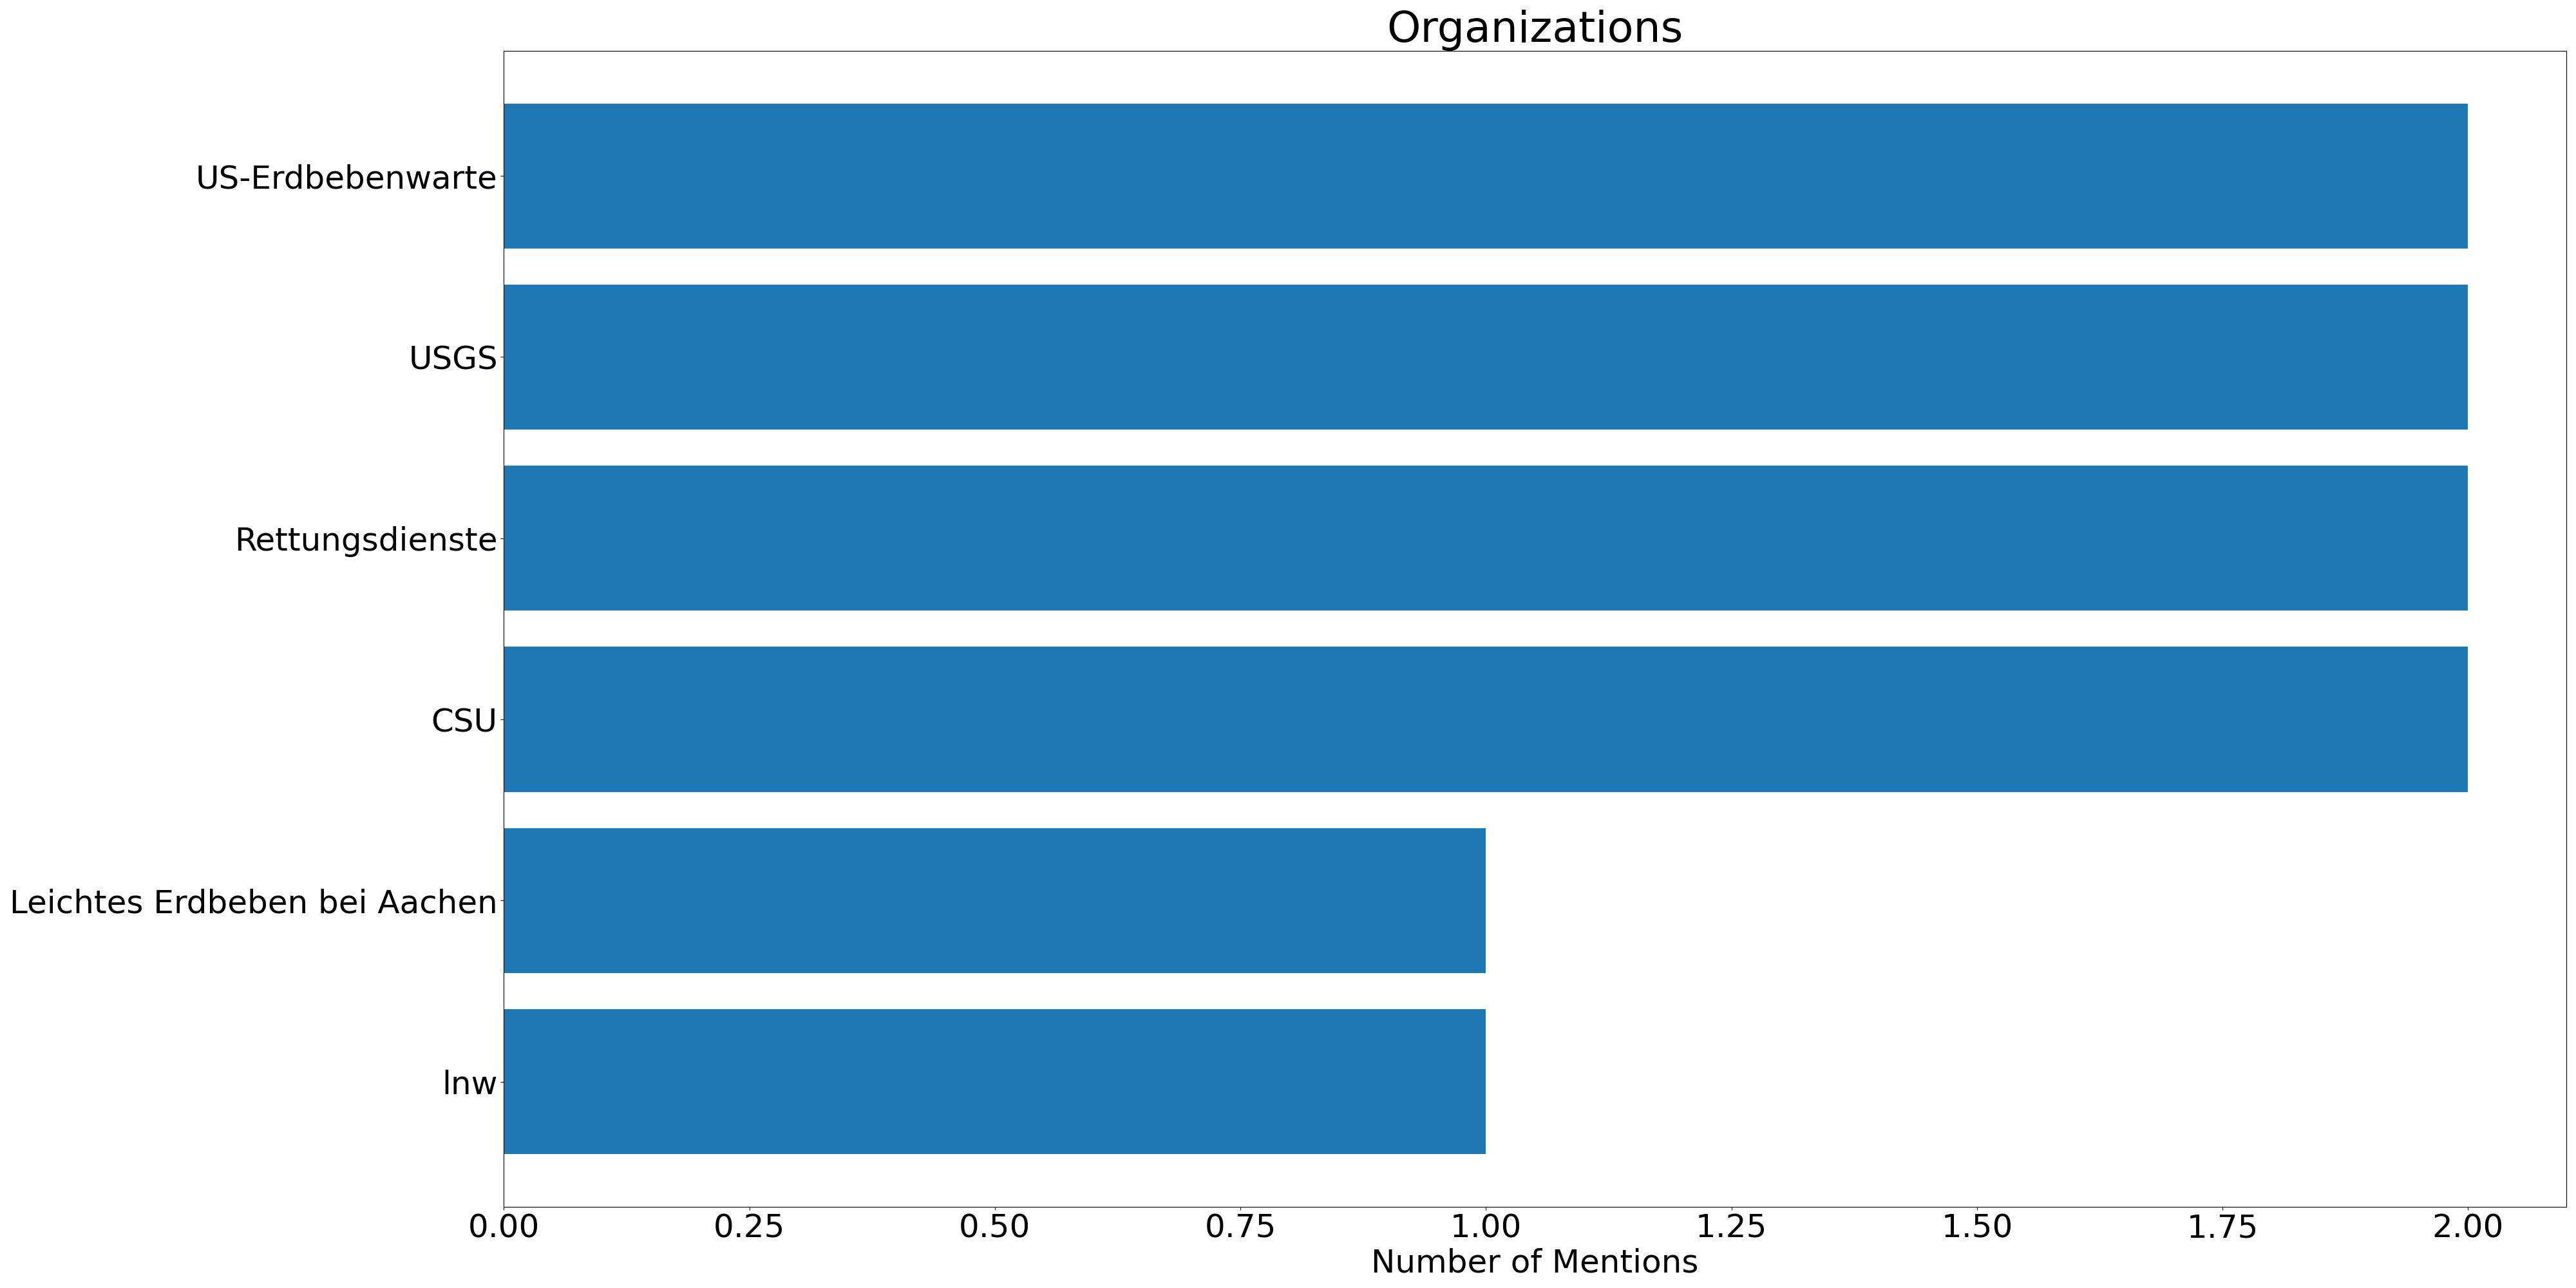 Organizations
US-Erdbebenwarte
USGS
Rettungsdienste
CSU
Leichtes Erdbeben bei Aachen
lnw
0.00 0.25 0.50 0.75 1.00 1.25 1.50 1.75 2.00
Number of Mentions